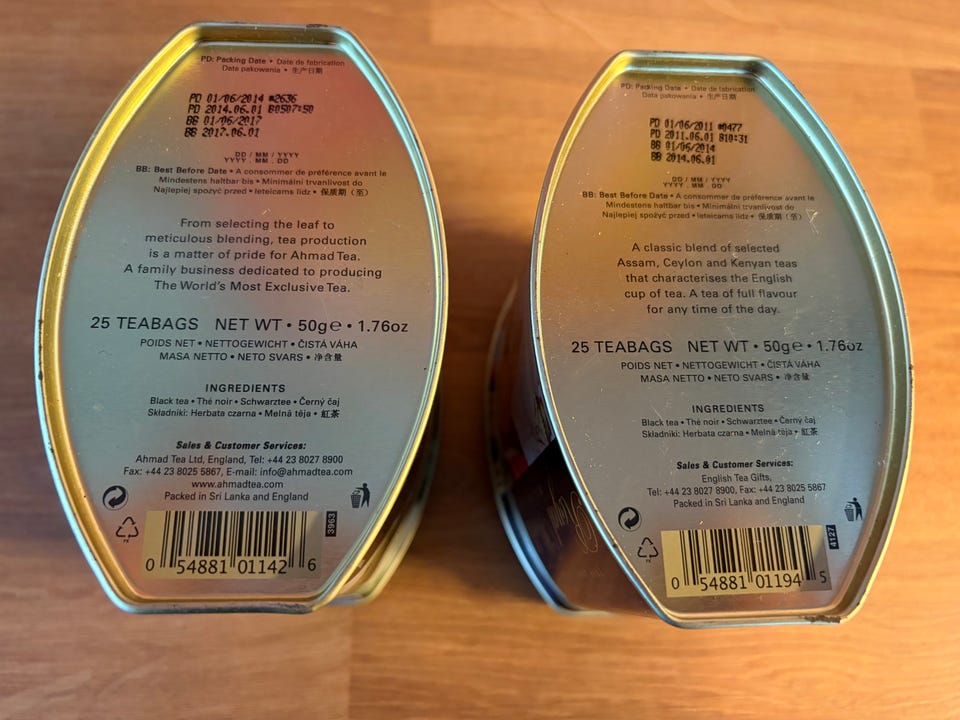 PD: Packing Date • Date de fabrication
Data pakowania • 生产日期
PD 01/06/2014 #2636
PD 2014.06.01 B0507:50
BB 01/06/2017
BB 2017.06.01
DD / MM / YYYY
YYYY . MM . DD
BB: Best Before Date • A consommer de préférence avant le
Mindestens haltbar bis • Minimální trvanlivost do
Najlepiej spożyć przed • Ieteicams līdz • 保质期（至）
From selecting the leaf to
meticulous blending, tea production
is a matter of pride for Ahmad Tea.
A family business dedicated to producing
The World's Most Exclusive Tea.
25 TEABAGS NET WT • 50g℮ • 1.76oz
POIDS NET • NETTOGEWICHT • ČISTÁ VÁHA
MASA NETTO • NETO SVARS • 净含量
INGREDIENTS
Black tea • Thé noir • Schwarztee • Černý čaj
Składniki: Herbata czarna • Melnā tēja • 紅茶
Sales & Customer Services:
Ahmad Tea Ltd, England, Tel: +44 23 8027 8900
Fax: +44 23 8025 5867, E-mail: info@ahmadtea.com
www.ahmadtea.com
Packed in Sri Lanka and England
3963
0 54881 01142 6
PD: Packing Date • Date de fabrication
Data pakowania • 生产日期
PD 01/06/2011 #0477
PD 2011.06.01 B10:31
BB 01/06/2014
BB 2014.06.01
DD / MM / YYYY
YYYY . MM . DD
BB: Best Before Date • A consommer de préférence avant le
Mindestens haltbar bis • Minimální trvanlivost do
Najlepiej spożyć przed • Ieteicams līdz • 保质期（至）
A classic blend of selected
Assam, Ceylon and Kenyan teas
that characterises the English
cup of tea. A tea of full flavour
for any time of the day.
25 TEABAGS NET WT • 50g℮ • 1.76oz
POIDS NET • NETTOGEWICHT • ČISTÁ VÁHA
MASA NETTO • NETO SVARS • 净含量
INGREDIENTS
Black tea • Thé noir • Schwarztee • Černý čaj
Składniki: Herbata czarna • Melnā tēja • 紅茶
Sales & Customer Services:
English Tea Gifts,
Tel: +44 23 8027 8900, Fax: +44 23 8025 5867
Packed in Sri Lanka and England
4127
0 54881 01194 5